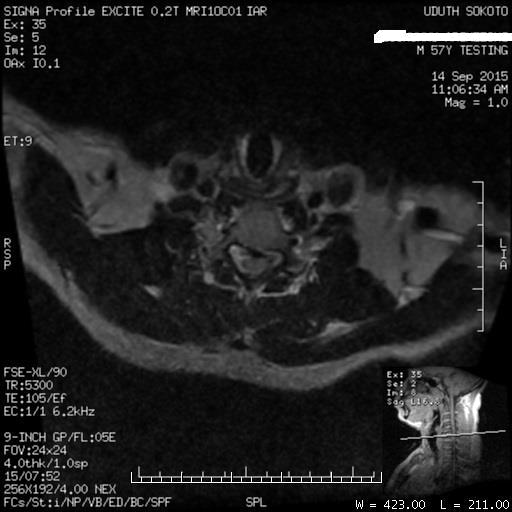 SIGNA Profile EXCITE 0.2T MRI10C01 IAR
UDUTH SOKOTO
Ex: 35
Se: 5
Im: 12
OAx I0.1
M 57Y TESTING
14 Sep 2015
11:06:34 AM
Mag = 1.0
ET:9
RSP
LIA
FSE-XL/90
TR:5300
TE:105/Ef
EC:1/1 6.2kHz
9-INCH GP/FL:05E
FOV:24x24
4.0thk/1.0sp
15/07:52
256X192/4.00 NEX
FCs/St:i/NP/VB/ED/BC/SPF
SPL
Ex: 35
Se: 2
Im: 8
W = 423.00 L = 211.00